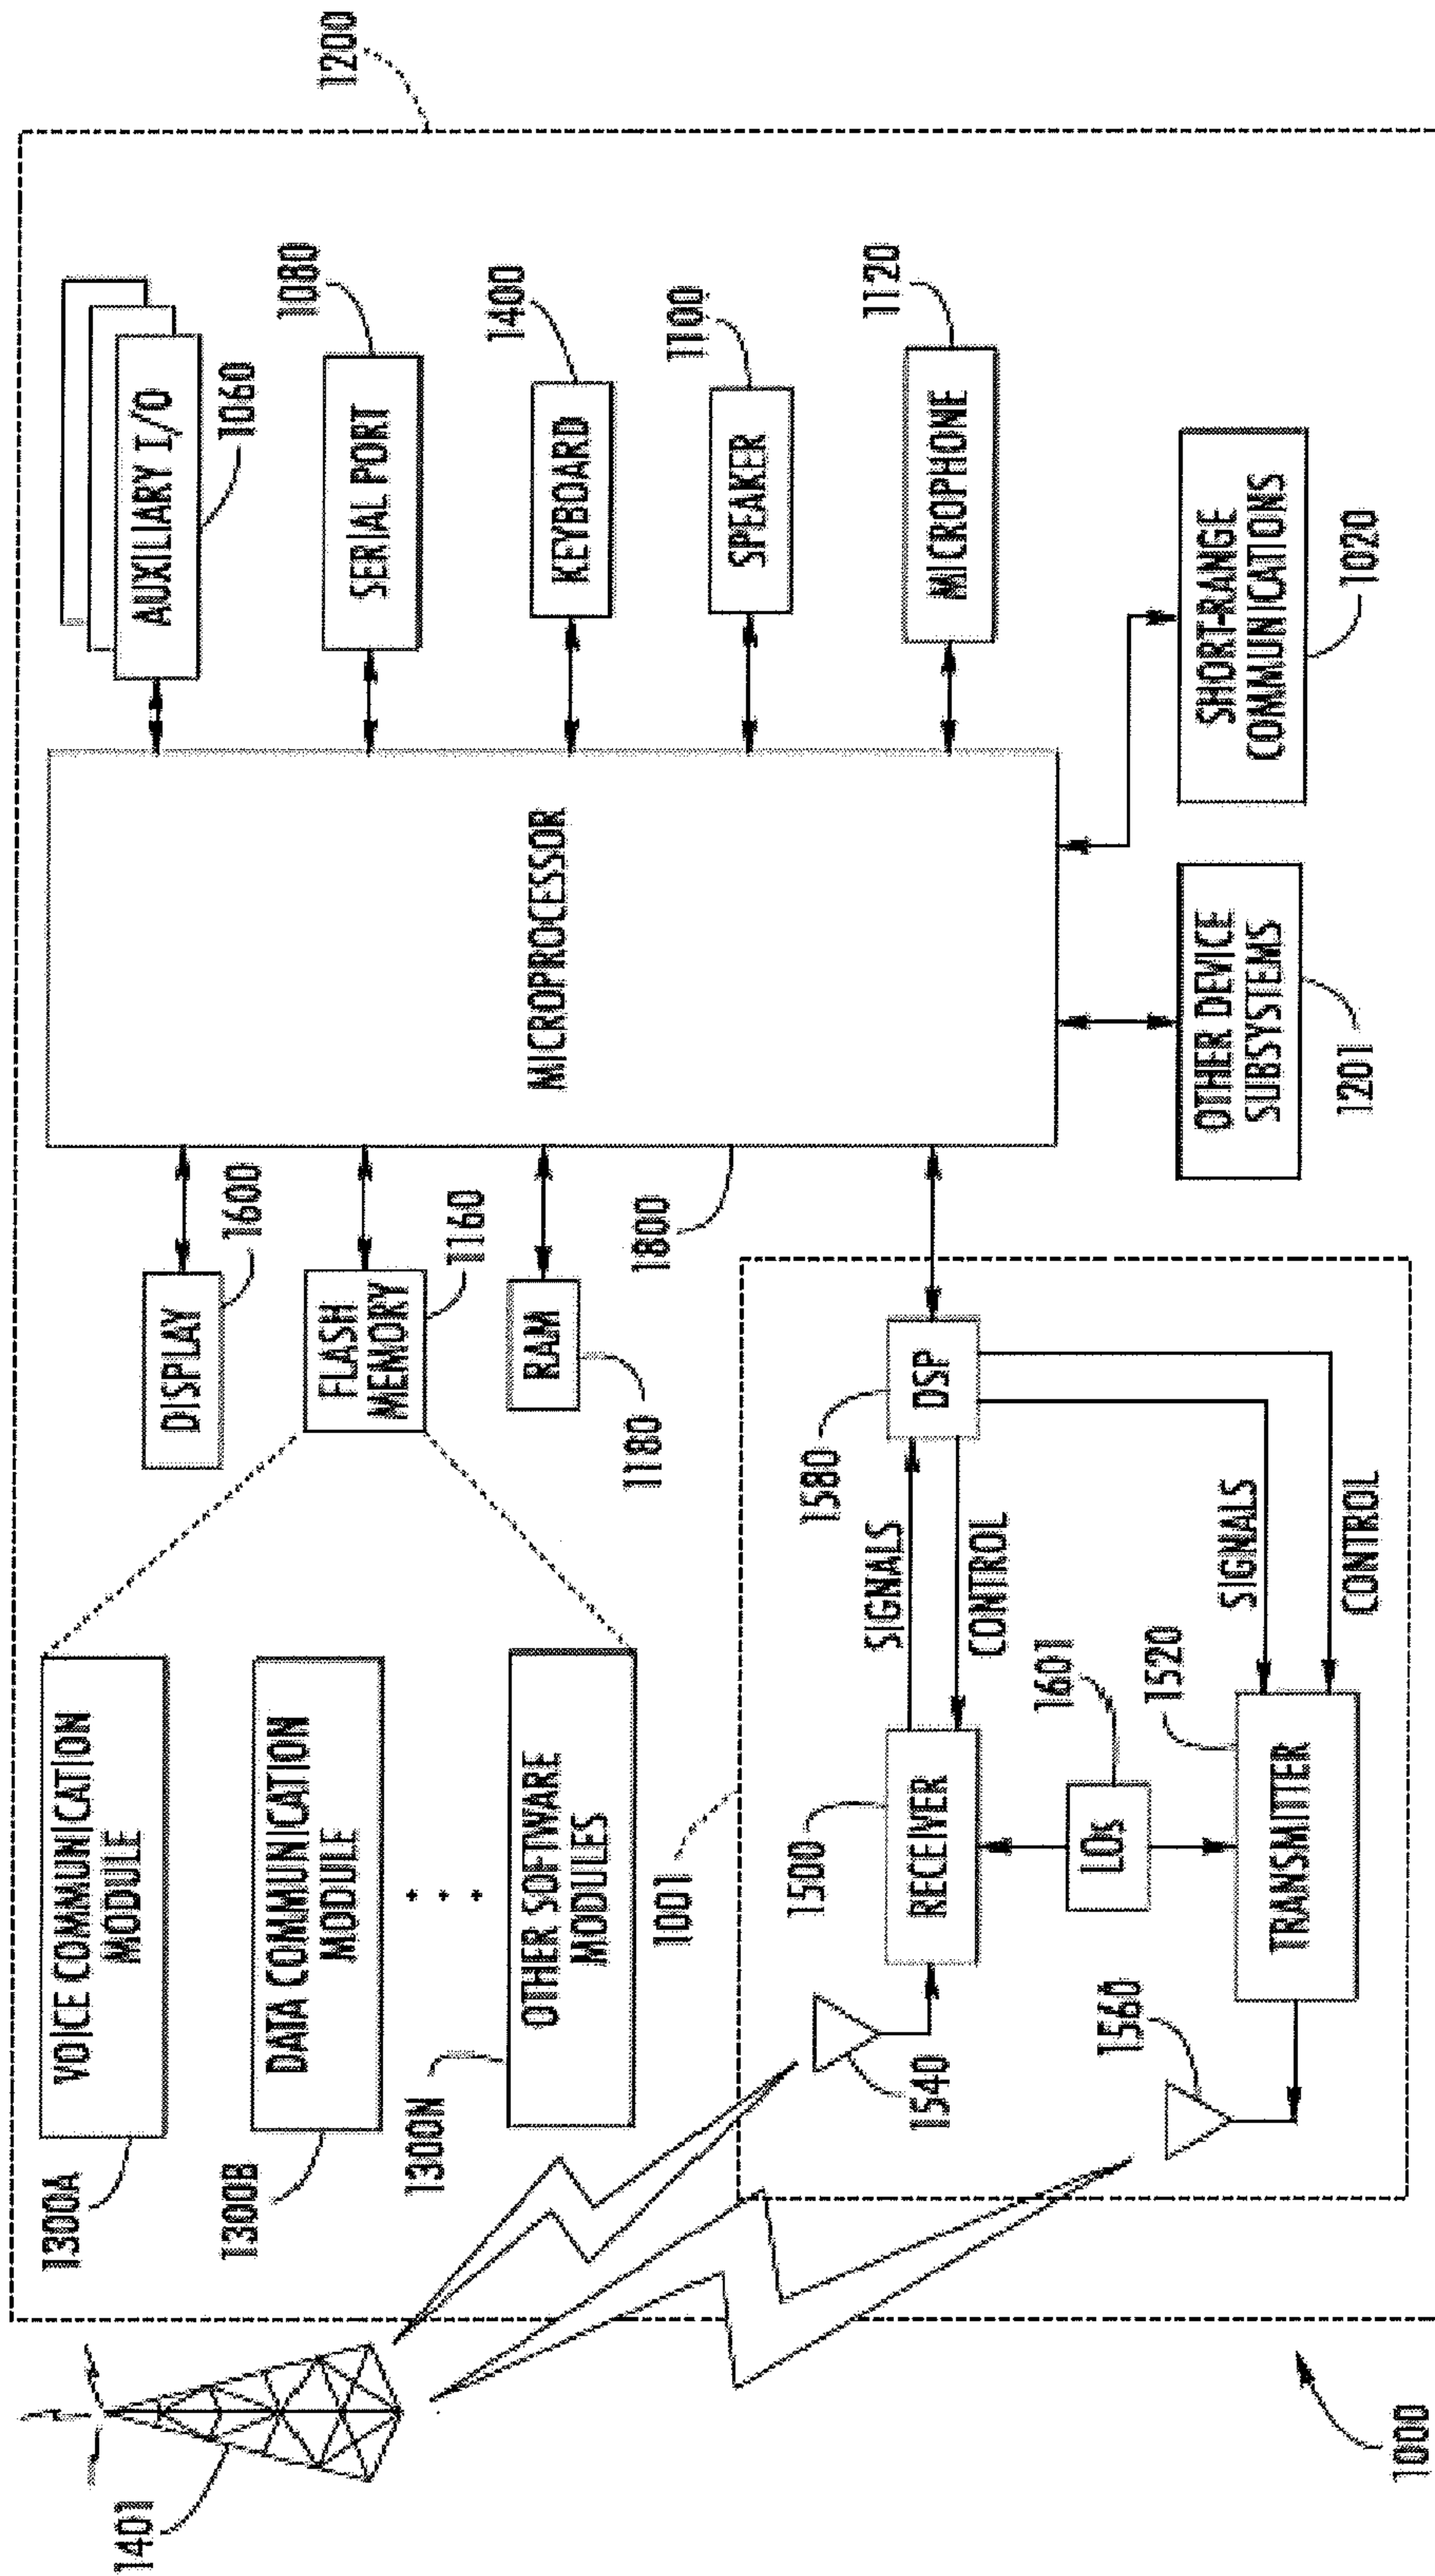 1401
1300A
VOICE COMMUNICATION
MODULE
1300B
DATA COMMUNICATION
MODULE
1300N
OTHER SOFTWARE
MODULES
DISPLAY
1600
FLASH
MEMORY
1160
RAM
1180
1800
MICROPROCESSOR
AUXILIARY I/O
1060
SERIAL PORT
1080
KEYBOARD
1400
SPEAKER
1100
MICROPHONE
1120
1200
1001
1500
RECEIVER
SIGNALS
CONTROL
1580
DSP
1540
LOs
1601
1560
TRANSMITTER
1520
SIGNALS
CONTROL
OTHER DEVICE
SUBSYSTEMS
1201
SHORT-RANGE
COMMUNICATIONS
1020
1000